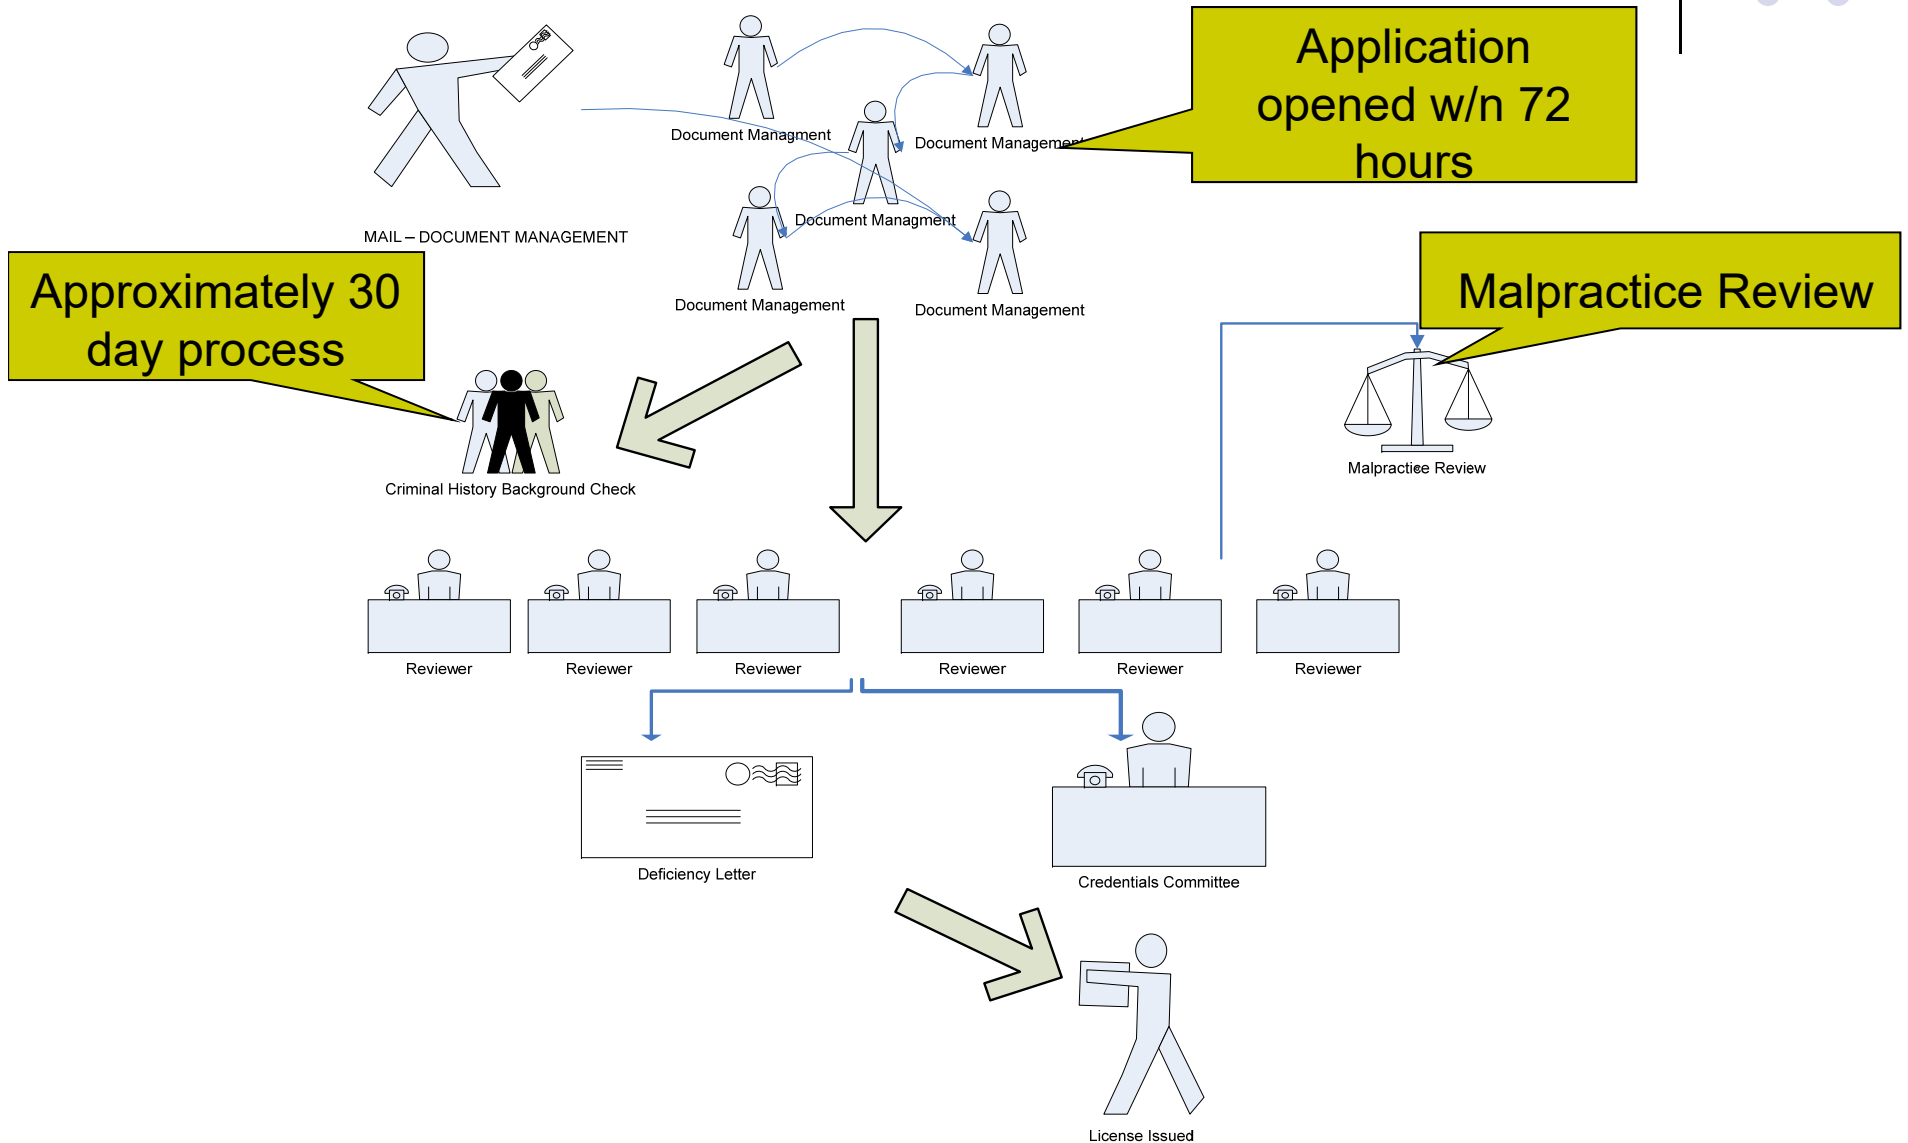 Application
opened w/n 72
hours
Document Managment
Document Management
Document Managment
MAIL – DOCUMENT MANAGEMENT
Document Management
Document Management
Approximately 30
day process
Malpractice Review
Malpractice Review
Criminal History Background Check
Reviewer
Reviewer
Reviewer
Reviewer
Reviewer
Reviewer
Deficiency Letter
Credentials Committee
License Issued